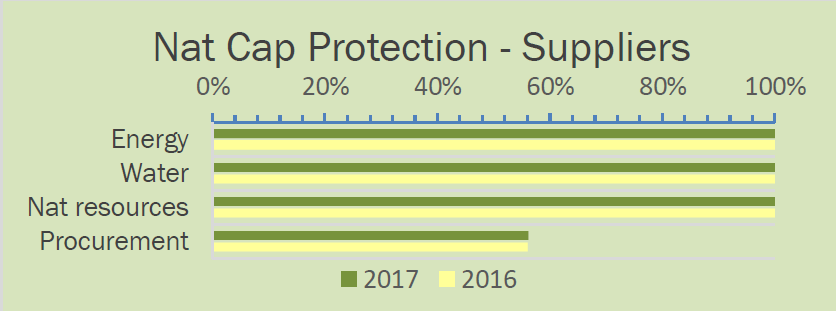 Nat Cap Protection - Suppliers
0% 20% 40% 60% 80% 100%
Energy
Water
Nat resources
Procurement
2017 2016